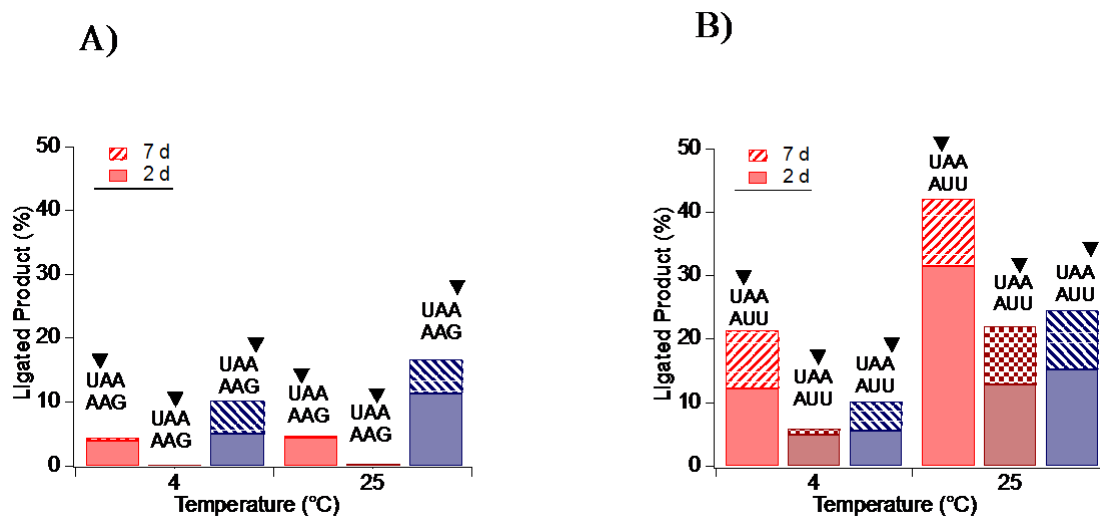 A)
50
40
30
20
10
0
Ligated Product (%)
7 d
2 d
UAA
AAG
UAA
AAG
UAA
AAG
UAA
AAG
UAA
AAG
UAA
AAG
4
25
Temperature (°C)
B)
50
40
30
20
10
0
Ligated Product (%)
7 d
2 d
UAA
AUU
UAA
AUU
UAA
AUU
UAA
AUU
UAA
AUU
UAA
AUU
4
25
Temperature (°C)